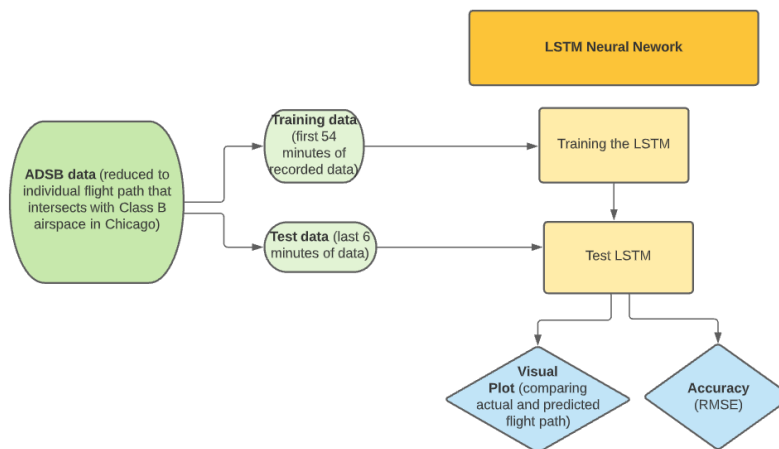 LSTM Neural Nework
Training data
(first 54
minutes of
recorded data)
Training the LSTM
ADSB data (reduced to
individual flight path that
intersects with Class B
airspace in Chicago)
Test data (last 6
minutes of data)
Test LSTM
Visual
Plot (comparing
actual and predicted
flight path)
Accuracy
(RMSE)